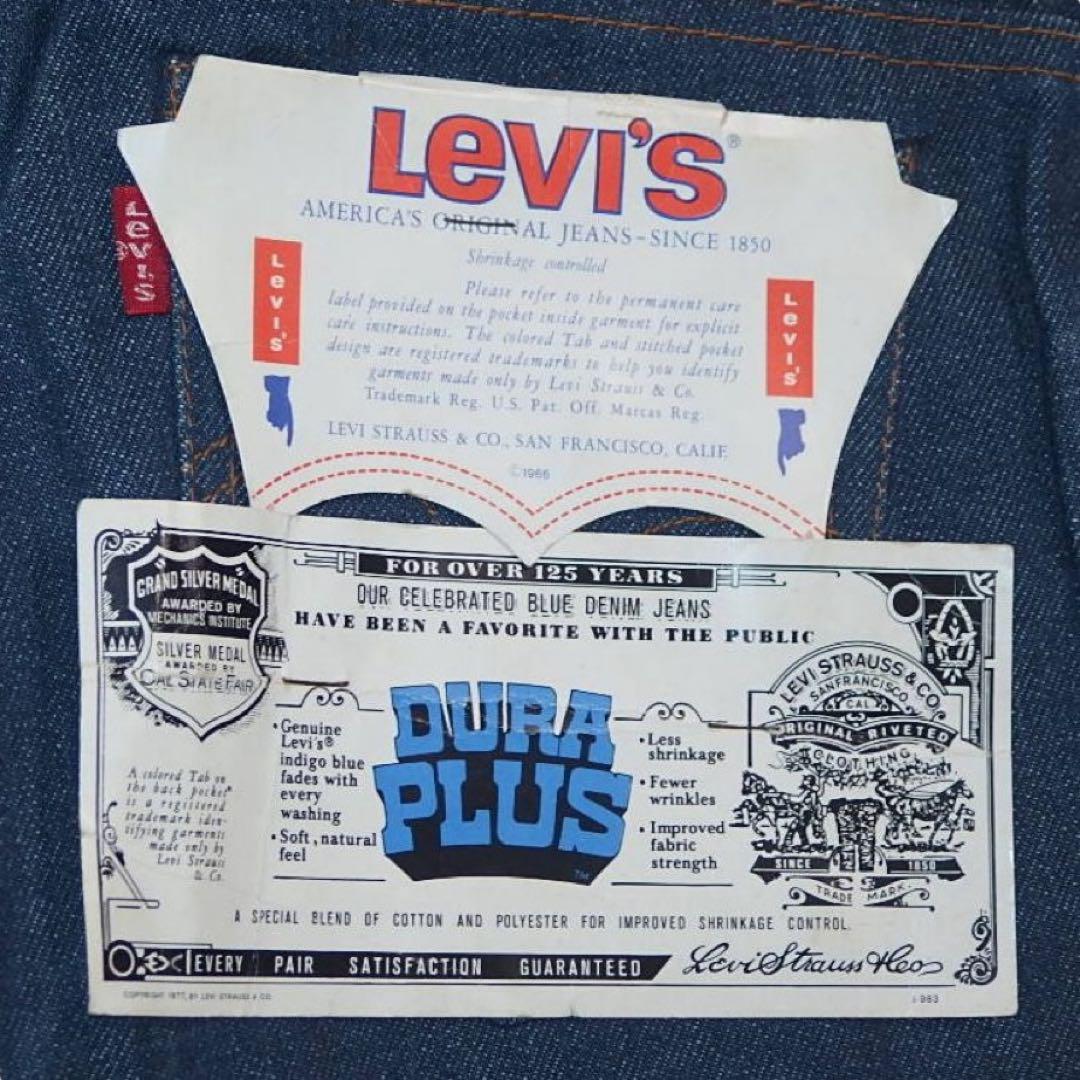 LEVI'S®
AMERICA'S ORIGINAL JEANS-SINCE 1850
Shrinkage controlled
Please refer to the permanent care
label provided on the pocket inside garment for explicit
care instructions. The colored Tab and stitched pocket
design are registered trademarks to help you identify
garments made only by Levi Strauss & Co.
Trademark Reg. U.S. Pat. Off. Marcas Reg.
LEVI STRAUSS & CO., SAN FRANCISCO, CALIF.
©1966
Levi's
Levi's
LEVI'S
FOR OVER 125 YEARS
OUR CELEBRATED BLUE DENIM JEANS
HAVE BEEN A FAVORITE WITH THE PUBLIC
GRAND SILVER MEDAL
AWARDED BY
MECHANICS INSTITUTE
SILVER MEDAL
AWARDED BY
CAL STATE FAIR
A colored Tab on
the back pocket
is a registered
trademark iden-
tifying garments
made only by
Levi Strauss
& Co.
• Genuine
Levi's®
indigo blue
fades with
every
washing
• Soft, natural
feel
DURA
PLUS
TM
• Less
shrinkage
• Fewer
wrinkles
• Improved
fabric
strength
LEVI STRAUSS & CO.
SAN FRANCISCO
CAL
ORIGINAL RIVETED
CLOTHING
SINCE 1850
TRADE MARK
A SPECIAL BLEND OF COTTON AND POLYESTER FOR IMPROVED SHRINKAGE CONTROL.
EVERY PAIR SATISFACTION GUARANTEED
Levi Strauss & Co
COPYRIGHT 1977, BY LEVI STRAUSS & CO.